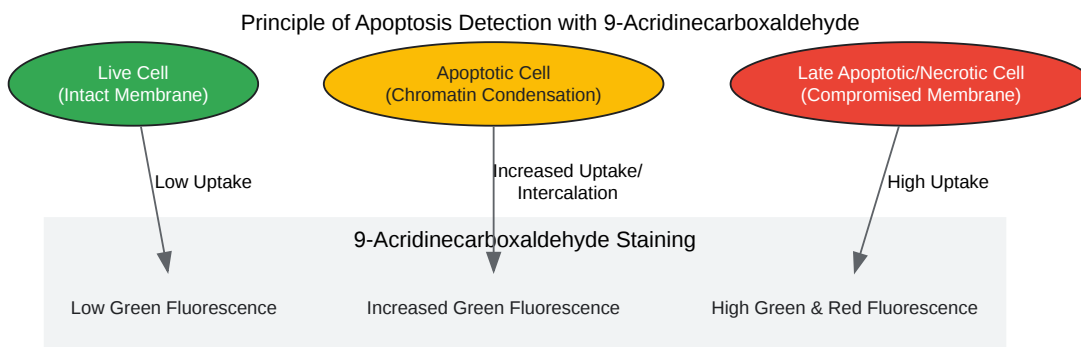 Principle of Apoptosis Detection with 9-Acridinecarboxaldehyde
Live Cell
(Intact Membrane)
Apoptotic Cell
(Chromatin Condensation)
Late Apoptotic/Necrotic Cell
(Compromised Membrane)
Low Uptake
Increased Uptake/
Intercalation
High Uptake
9-Acridinecarboxaldehyde Staining
Low Green Fluorescence
Increased Green Fluorescence
High Green & Red Fluorescence